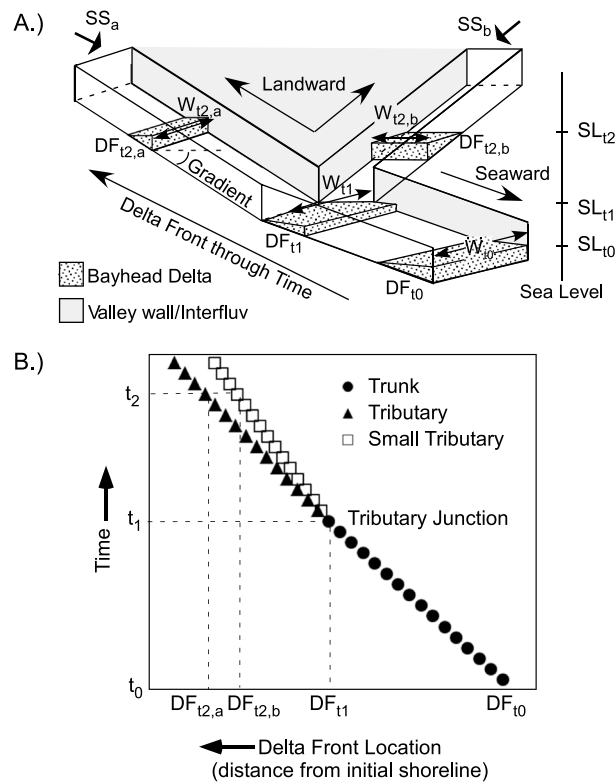 A.)
SSa
SSb
Landward
Wt2,a
Wt2,b
DFt2,a
DFt2,b
SLt2
Gradient
Wt1
Seaward
SLt1
DFt1
Delta Front through Time
Wt0
SLt0
DFt0
Sea Level
Bayhead Delta
Valley wall/Interfluv
B.)
Trunk
Tributary
Small Tributary
t2
t1
t0
Time
Tributary Junction
DFt2,a
DFt2,b
DFt1
DFt0
Delta Front Location
(distance from initial shoreline)